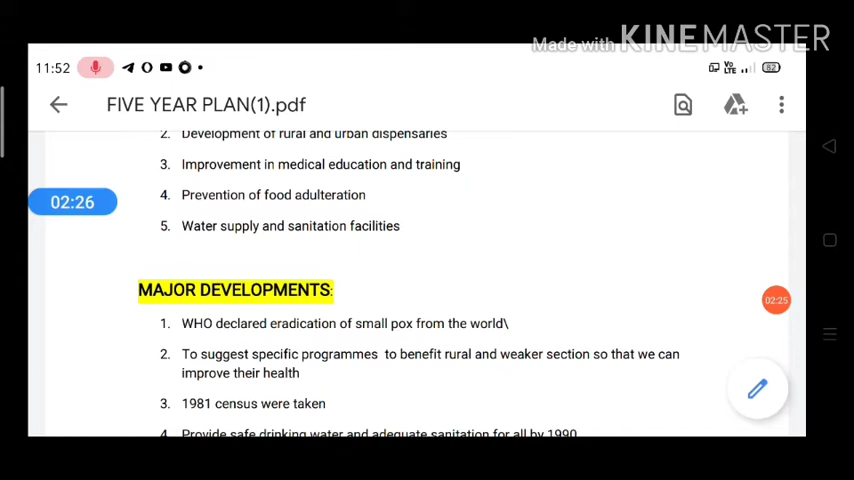 Made with KINEMASTER
11:52
Vo LTE 82
FIVE YEAR PLAN(1).pdf
2. Development of rural and urban dispensaries
3. Improvement in medical education and training
02:26
4. Prevention of food adulteration
5. Water supply and sanitation facilities
MAJOR DEVELOPMENTS:
02:25
1. WHO declared eradication of small pox from the world\
2. To suggest specific programmes to benefit rural and weaker section so that we can
improve their health
3. 1981 census were taken
4. Provide safe drinking water and adequate sanitation for all by 1990